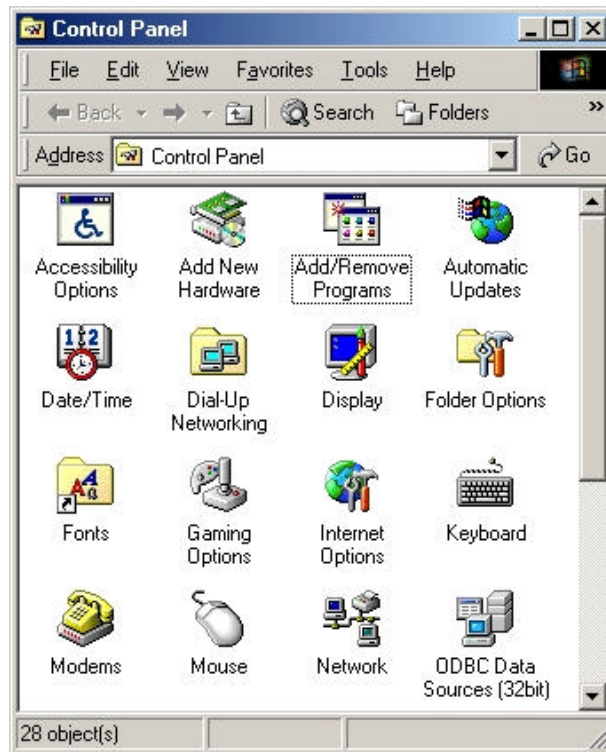 Control Panel
File Edit View Favorites Tools Help
Back Search Folders »
Address Control Panel Go
Accessibility Options
Add New Hardware
Add/Remove Programs
Automatic Updates
12
Date/Time
Dial-Up Networking
Display
Folder Options
Fonts
Gaming Options
Internet Options
Keyboard
Modems
Mouse
Network
ODBC Data Sources (32bit)
28 object(s)